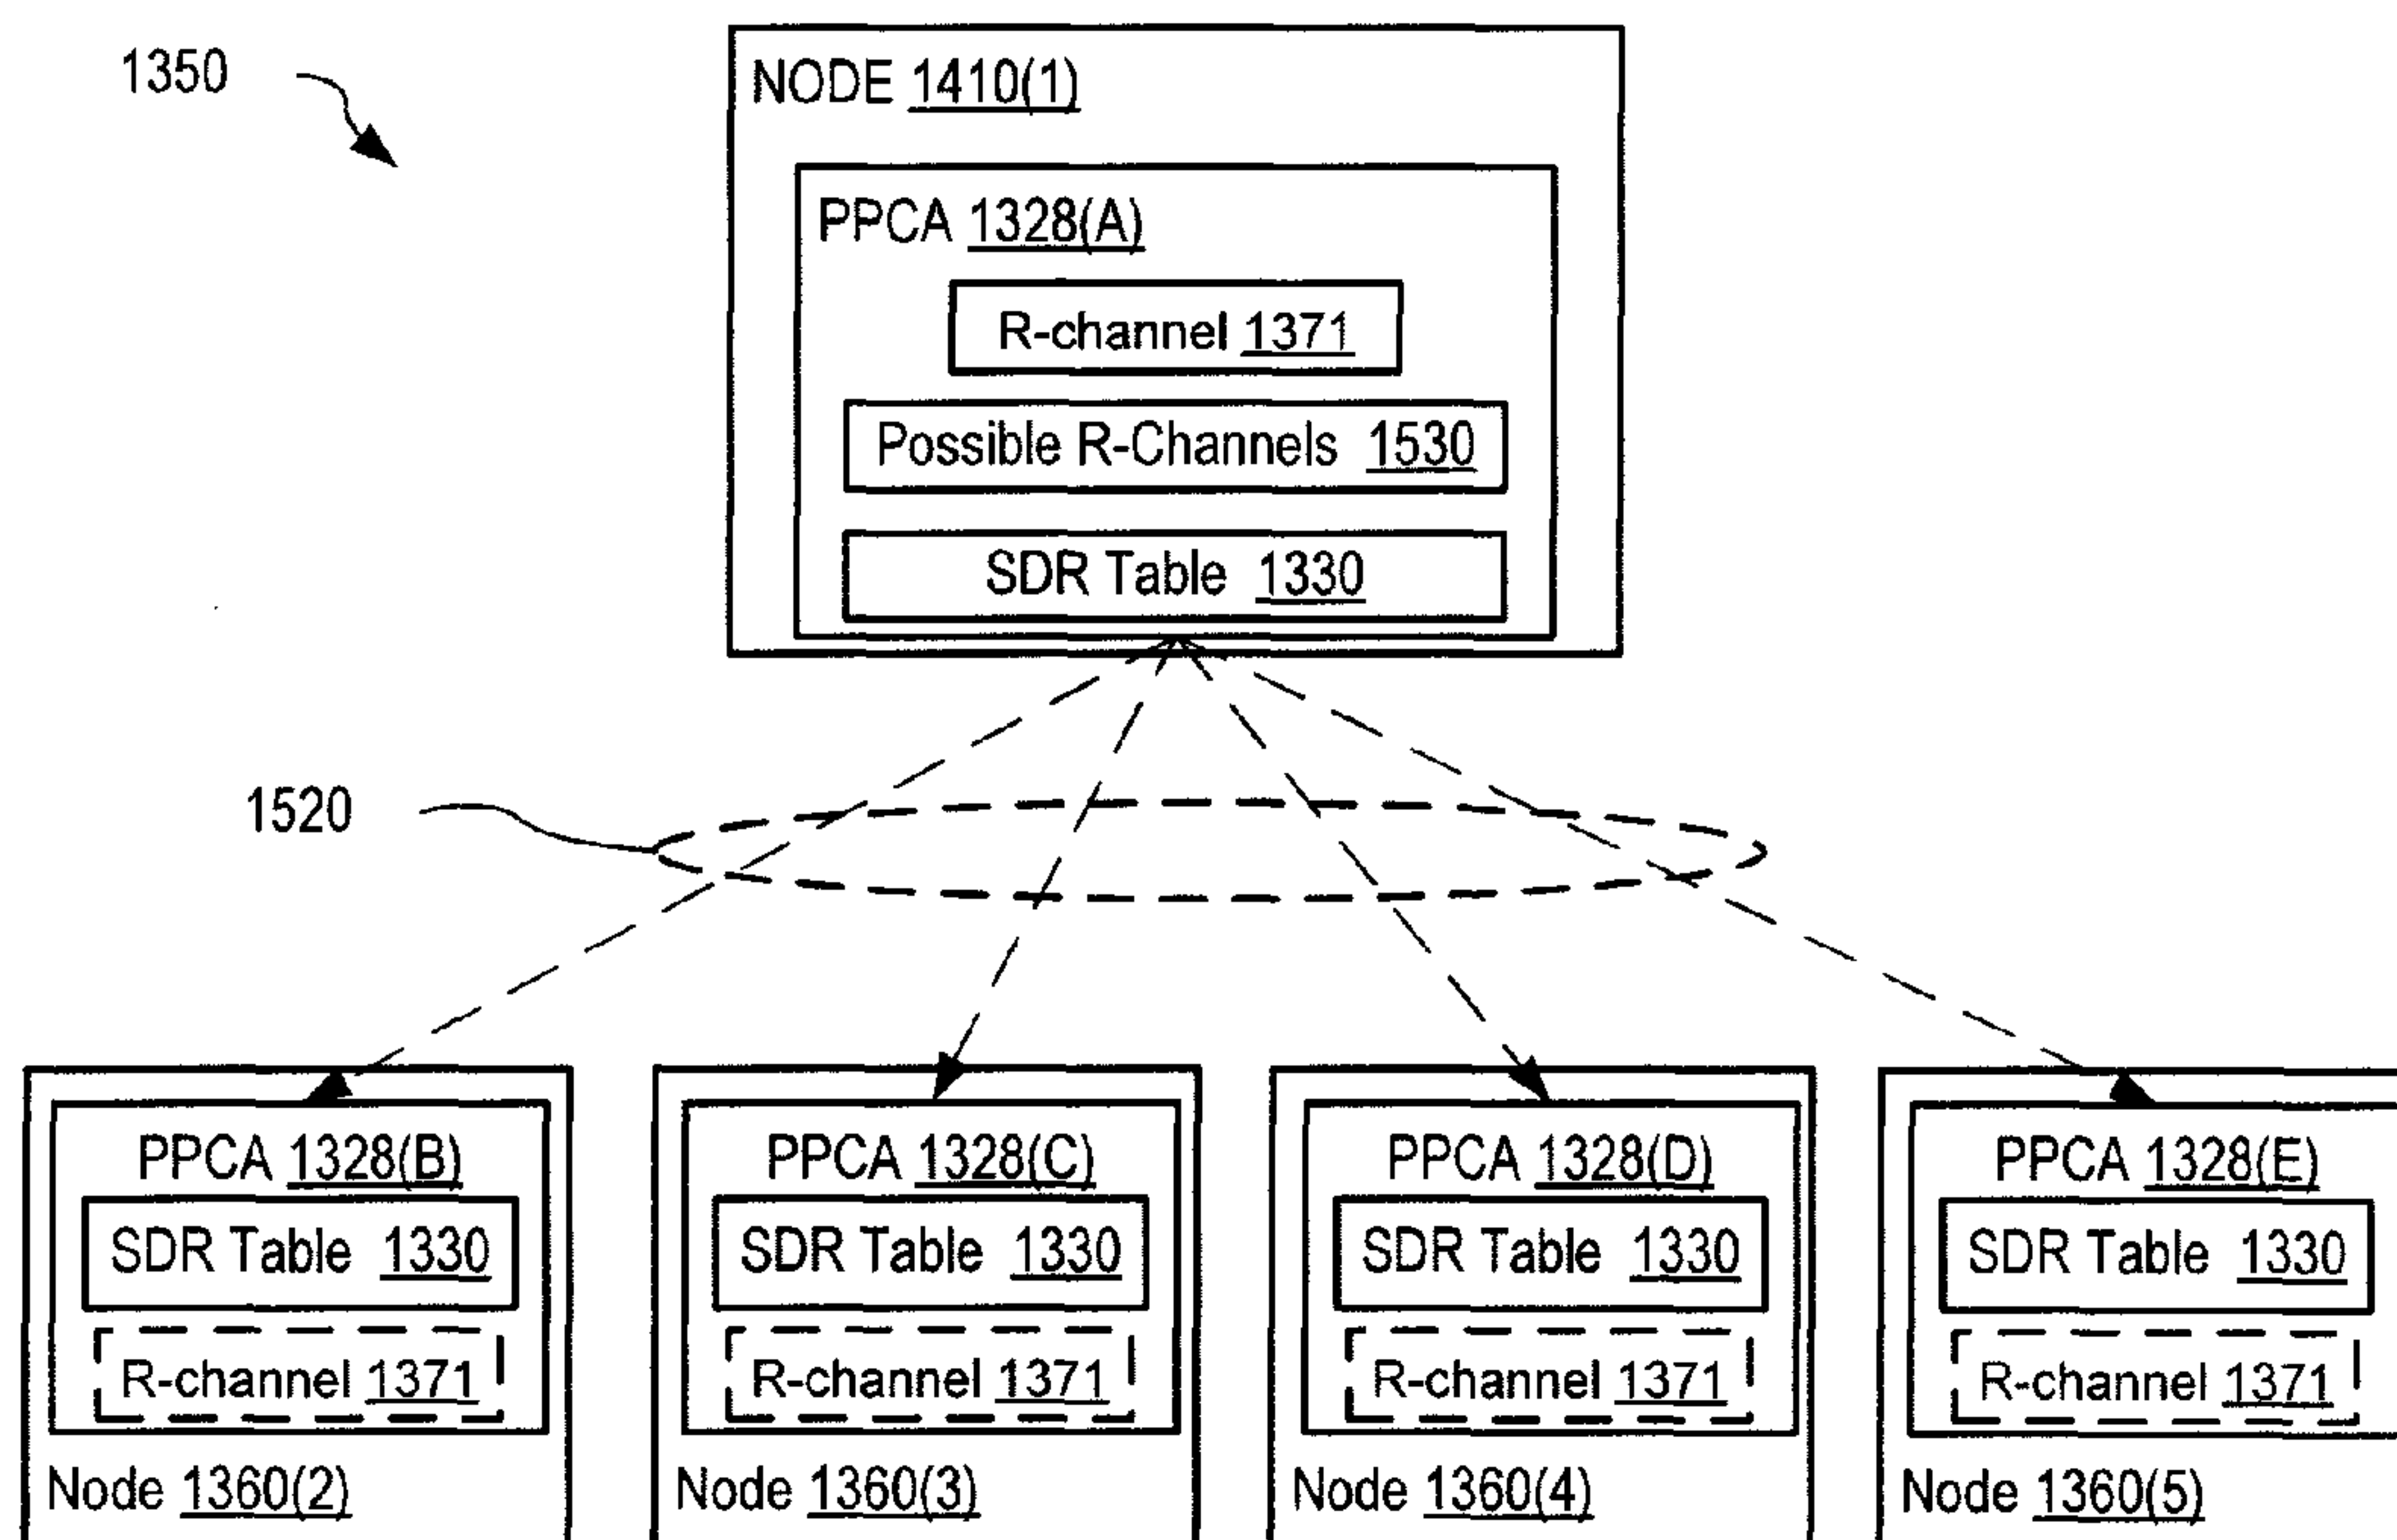 1350
NODE 1410(1)
PPCA 1328(A)
R-channel 1371
Possible R-Channels 1530
SDR Table 1330
1520
PPCA 1328(B)
SDR Table 1330
R-channel 1371
Node 1360(2)
PPCA 1328(C)
SDR Table 1330
R-channel 1371
Node 1360(3)
PPCA 1328(D)
SDR Table 1330
R-channel 1371
Node 1360(4)
PPCA 1328(E)
SDR Table 1330
R-channel 1371
Node 1360(5)